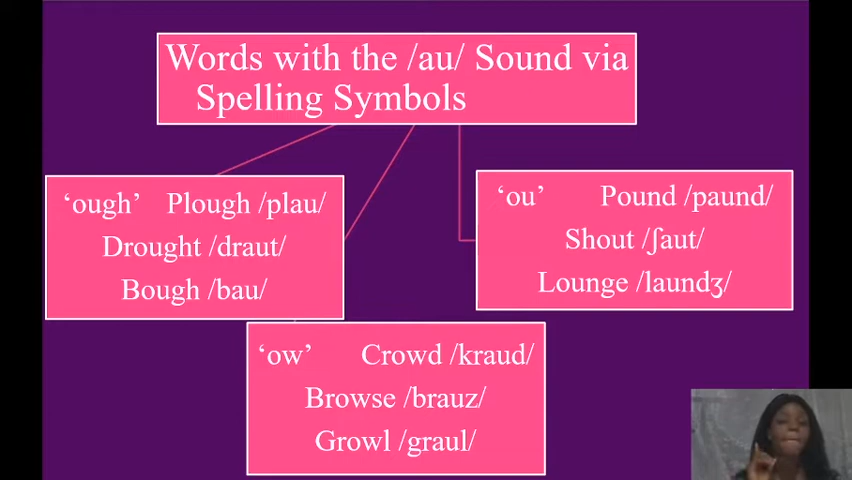 Words with the /au/ Sound via
Spelling Symbols
‘ough’ Plough /plau/
Drought /draut/
Bough /bau/
‘ou’ Pound /paund/
Shout /ʃaut/
Lounge /laundʒ/
‘ow’ Crowd /kraud/
Browse /brauz/
Growl /graul/